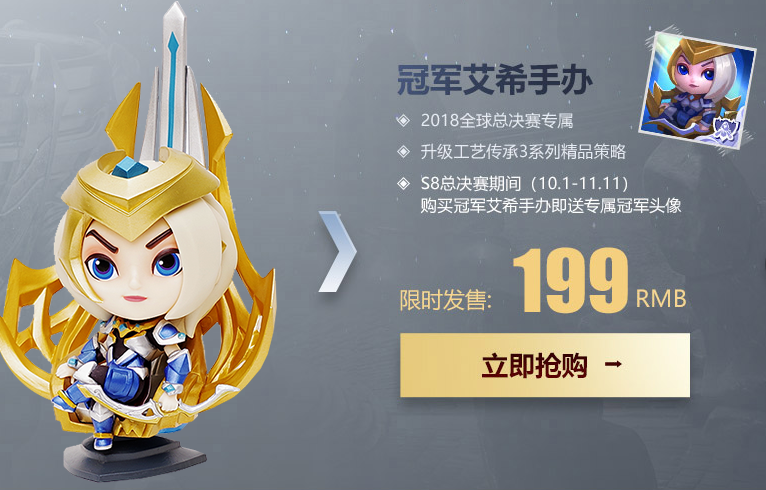 冠军艾希手办
2018全球总决赛专属
升级工艺传承3系列精品策略
S8总决赛期间（10.1-11.11）
购买冠军艾希手办即送专属冠军头像
限时发售: 199 RMB
立即抢购 →